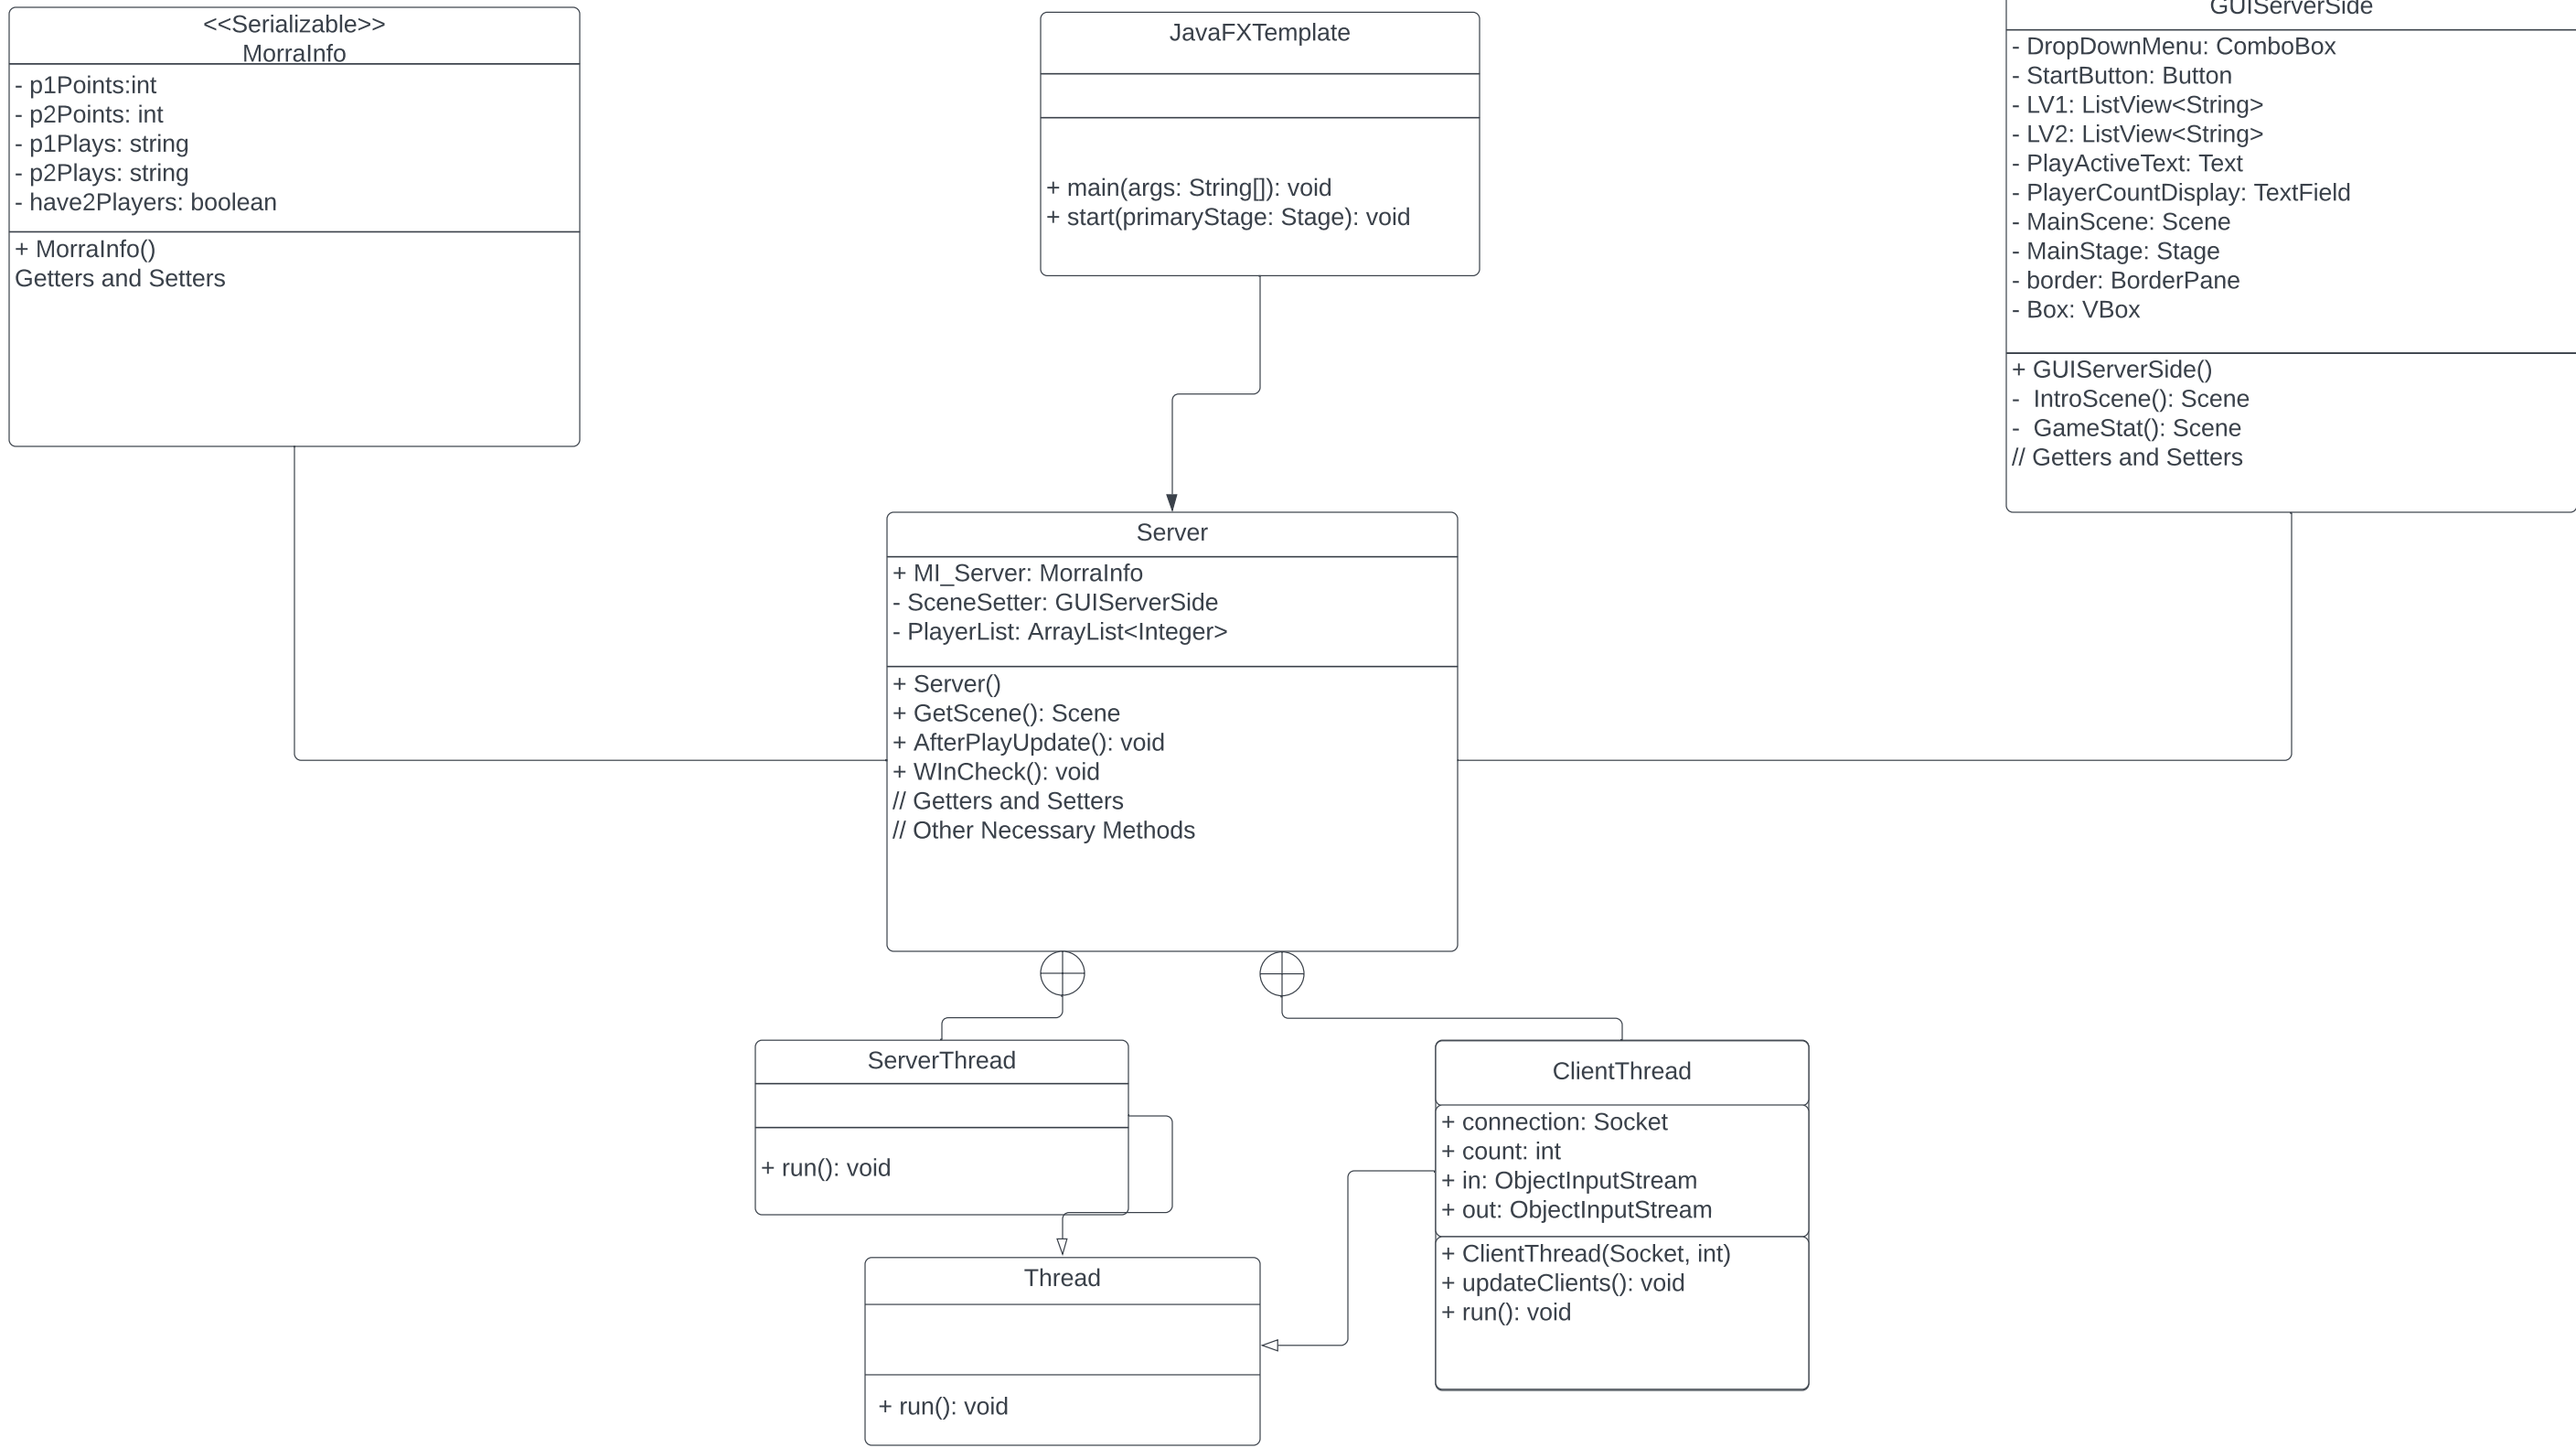 <<Serializable>>
MorraInfo
- p1Points:int
- p2Points: int
- p1Plays: string
- p2Plays: string
- have2Players: boolean
+ MorraInfo()
Getters and Setters
JavaFXTemplate
+ main(args: String[]): void
+ start(primaryStage: Stage): void
GUIServerSide
- DropDownMenu: ComboBox
- StartButton: Button
- LV1: ListView<String>
- LV2: ListView<String>
- PlayActiveText: Text
- PlayerCountDisplay: TextField
- MainScene: Scene
- MainStage: Stage
- border: BorderPane
- Box: VBox
+ GUIServerSide()
- IntroScene(): Scene
- GameStat(): Scene
// Getters and Setters
Server
+ MI_Server: MorraInfo
- SceneSetter: GUIServerSide
- PlayerList: ArrayList<Integer>
+ Server()
+ GetScene(): Scene
+ AfterPlayUpdate(): void
+ WInCheck(): void
// Getters and Setters
// Other Necessary Methods
ServerThread
+ run(): void
ClientThread
+ connection: Socket
+ count: int
+ in: ObjectInputStream
+ out: ObjectInputStream
+ ClientThread(Socket, int)
+ updateClients(): void
+ run(): void
Thread
+ run(): void